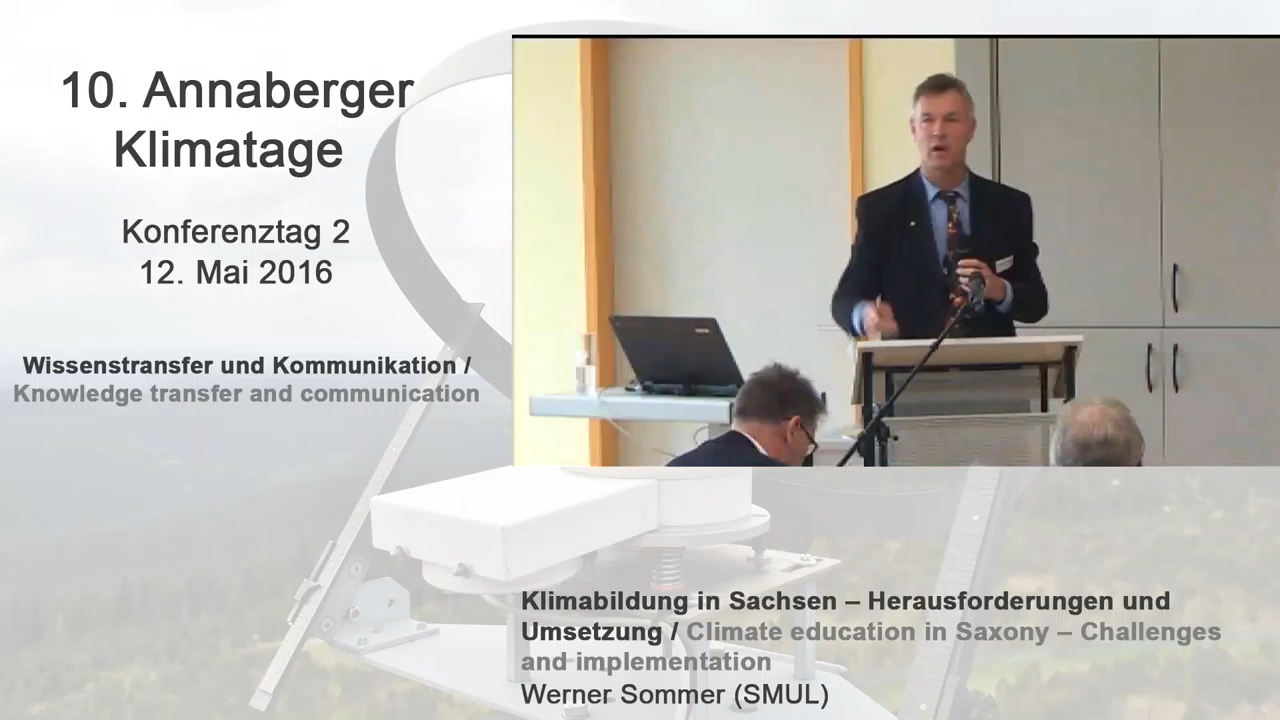 10. Annaberger
Klimatage
Konferenztag 2
12. Mai 2016
Wissenstransfer und Kommunikation /
Knowledge transfer and communication
Klimabildung in Sachsen – Herausforderungen und
Umsetzung / Climate education in Saxony – Challenges
and implementation
Werner Sommer (SMUL)